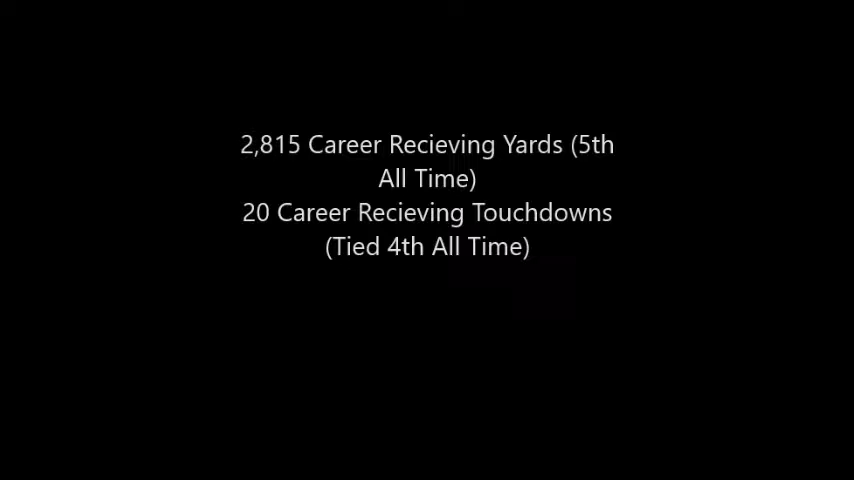 2,815 Career Recieving Yards (5th
All Time)
20 Career Recieving Touchdowns
(Tied 4th All Time)